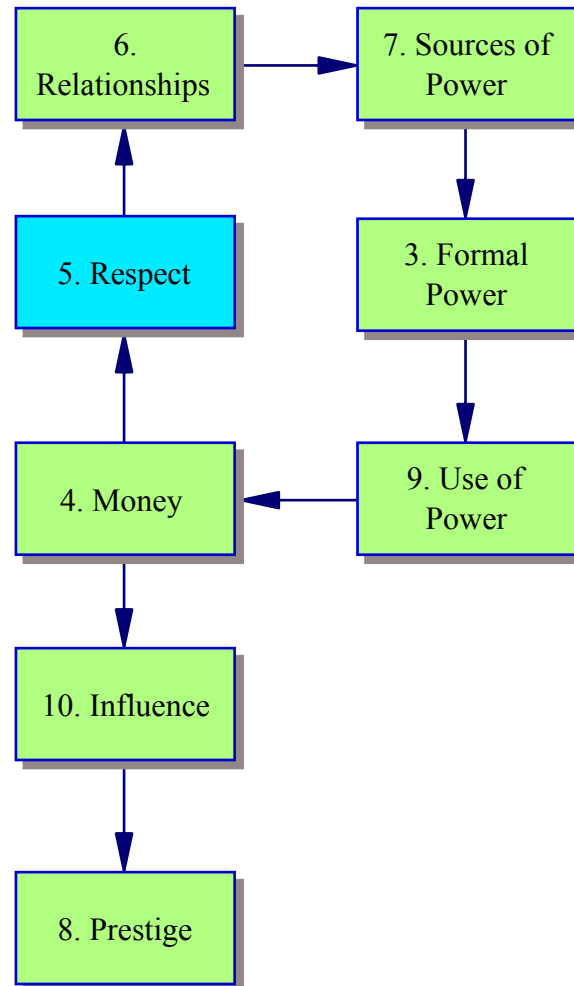 6.
Relationships
7. Sources of
Power
5. Respect
3. Formal
Power
4. Money
9. Use of
Power
10. Influence
8. Prestige